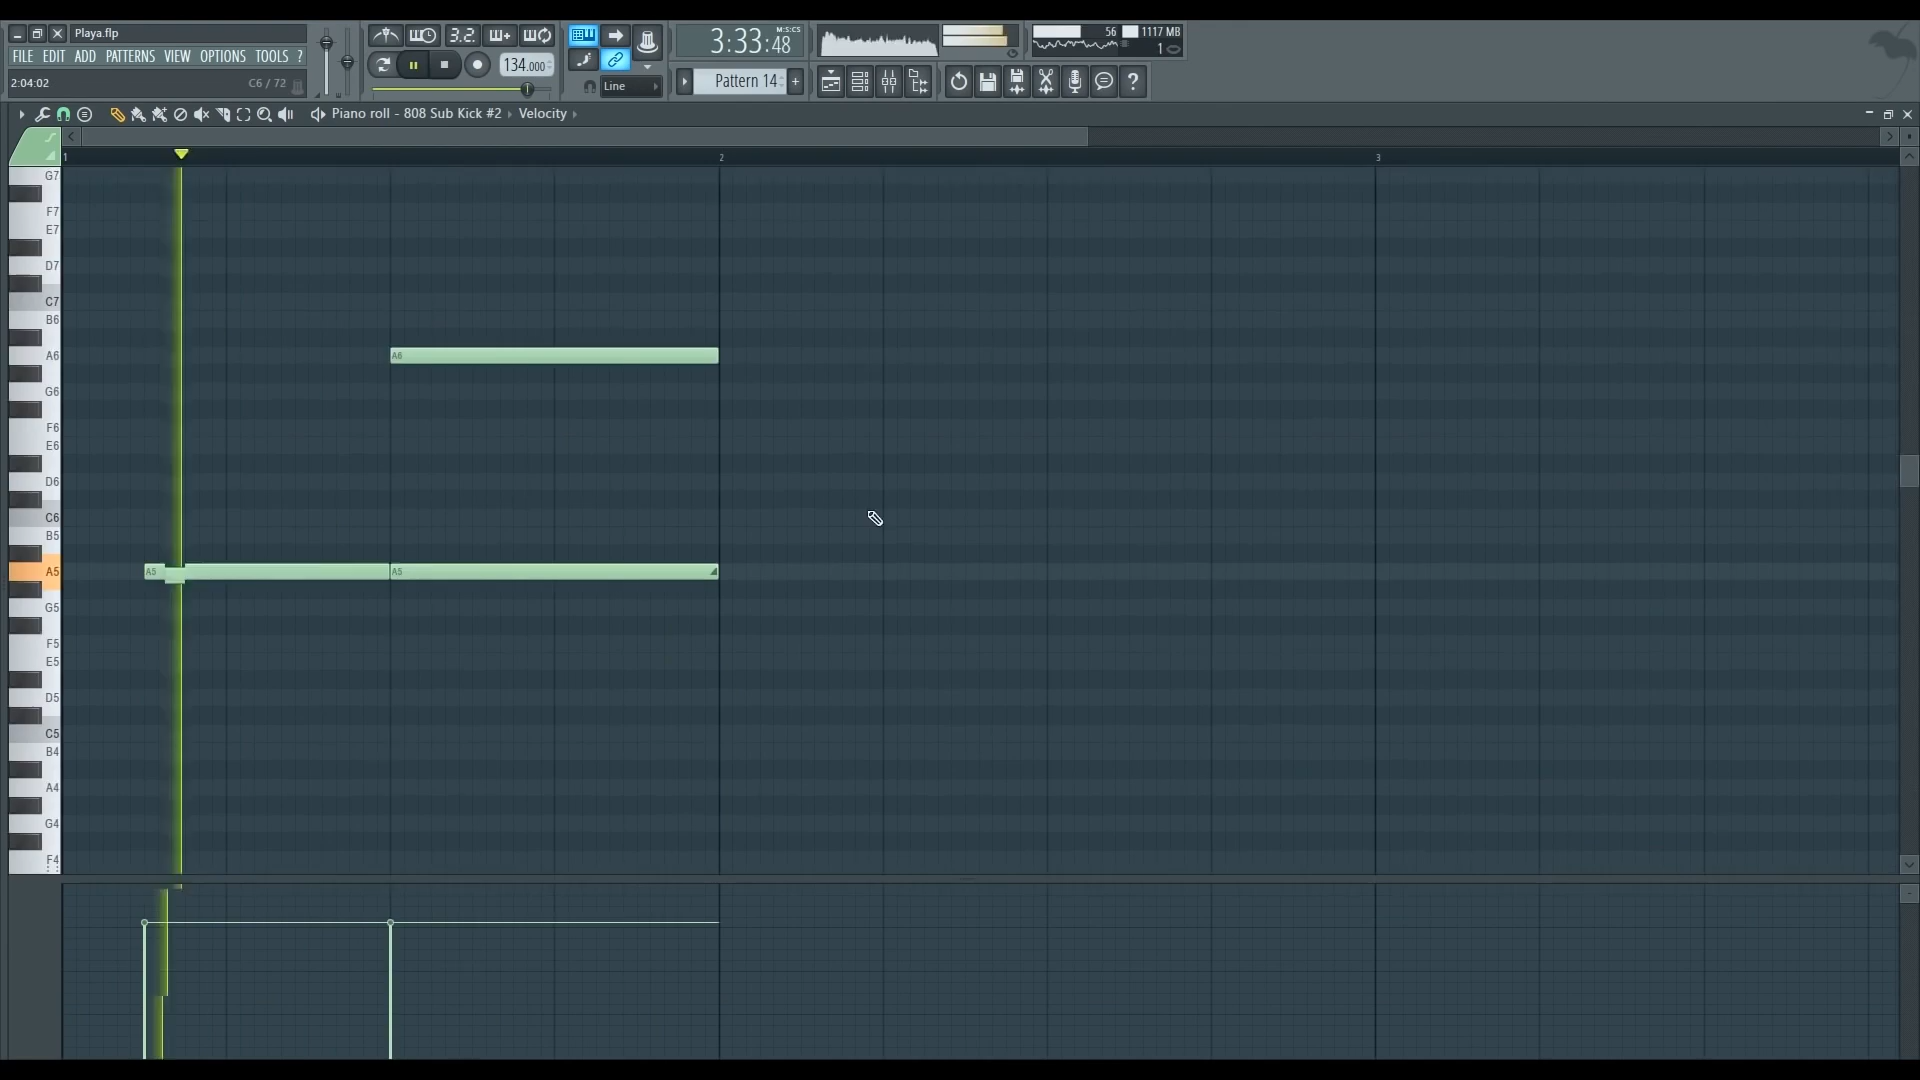 Playa.flp
FILE EDIT ADD PATTERNS VIEW OPTIONS TOOLS ?
2:04:02 C6 / 72
3.2.
134.000
Line
3:33:48 M:S:CS
Pattern 14 +
56 1117 MB
1
?
Piano roll - 808 Sub Kick #2 Velocity
1 2 3
G7
F7
E7
D7
C7
B6
A6 A6
G6
F6
E6
D6
C6
B5
A5 A5 A5
G5
F5
E5
D5
C5
B4
A4
G4
F4